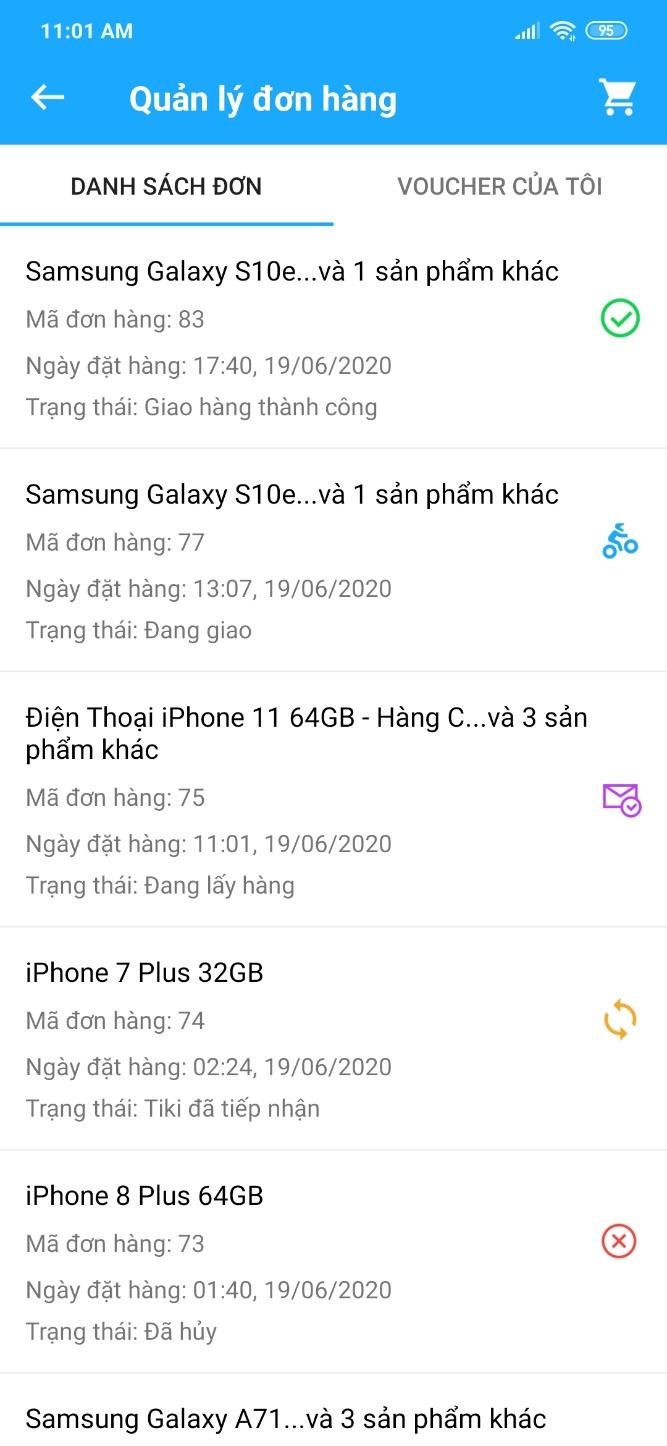 11:01 AM
95
Quản lý đơn hàng
DANH SÁCH ĐƠN
VOUCHER CỦA TÔI
Samsung Galaxy S10e...và 1 sản phẩm khác
Mã đơn hàng: 83
Ngày đặt hàng: 17:40, 19/06/2020
Trạng thái: Giao hàng thành công
Samsung Galaxy S10e...và 1 sản phẩm khác
Mã đơn hàng: 77
Ngày đặt hàng: 13:07, 19/06/2020
Trạng thái: Đang giao
Điện Thoại iPhone 11 64GB - Hàng C...và 3 sản
phẩm khác
Mã đơn hàng: 75
Ngày đặt hàng: 11:01, 19/06/2020
Trạng thái: Đang lấy hàng
iPhone 7 Plus 32GB
Mã đơn hàng: 74
Ngày đặt hàng: 02:24, 19/06/2020
Trạng thái: Tiki đã tiếp nhận
iPhone 8 Plus 64GB
Mã đơn hàng: 73
Ngày đặt hàng: 01:40, 19/06/2020
Trạng thái: Đã hủy
Samsung Galaxy A71...và 3 sản phẩm khác